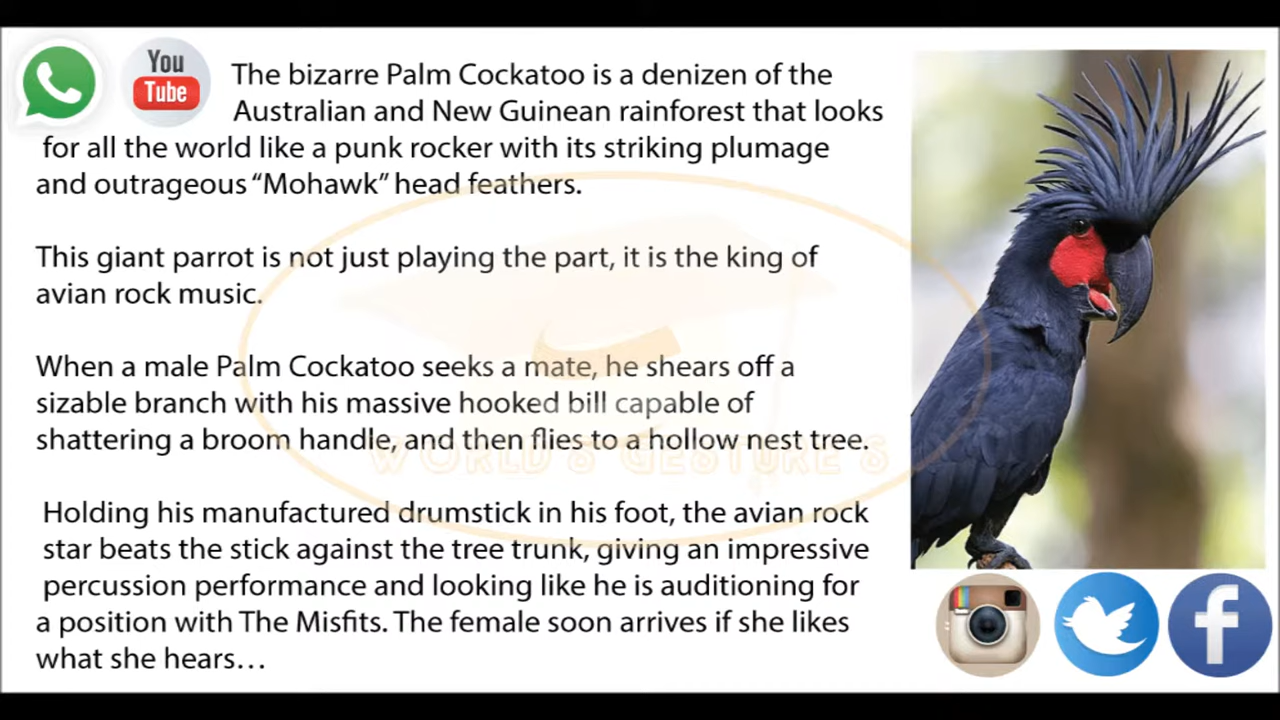 You
Tube
The bizarre Palm Cockatoo is a denizen of the
Australian and New Guinean rainforest that looks
for all the world like a punk rocker with its striking plumage
and outrageous “Mohawk” head feathers.
This giant parrot is not just playing the part, it is the king of
avian rock music.
When a male Palm Cockatoo seeks a mate, he shears off a
sizable branch with his massive hooked bill capable of
shattering a broom handle, and then flies to a hollow nest tree.
WORLD'S GESTURE'S
Holding his manufactured drumstick in his foot, the avian rock
star beats the stick against the tree trunk, giving an impressive
percussion performance and looking like he is auditioning for
a position with The Misfits. The female soon arrives if she likes
what she hears…